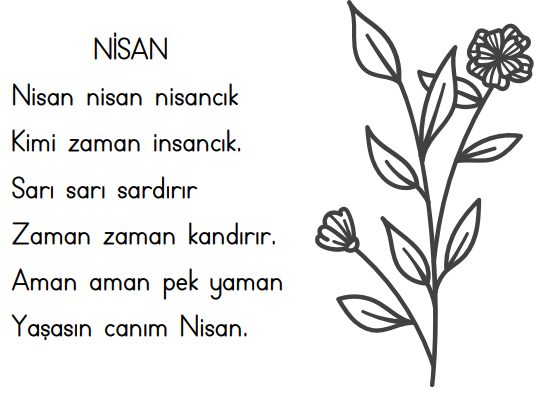 NİSAN
Nisan nisan nisancık
Kimi zaman insancık.
Sarı sarı sardırır
Zaman zaman kandırır.
Aman aman pek yaman
Yaşasın canım Nisan.